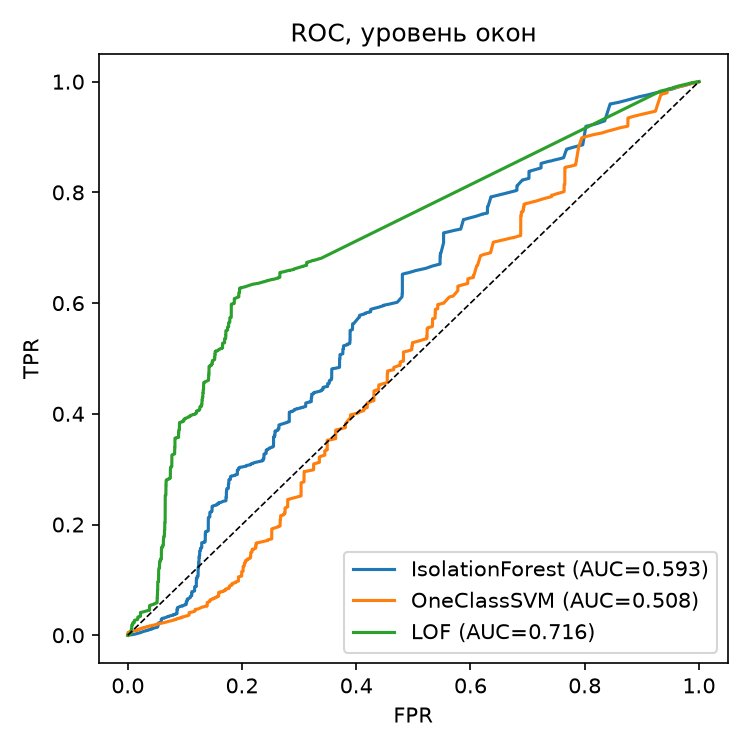 ROC, уровень окон
TPR
1.0
0.8
0.6
0.4
0.2
0.0
0.0 0.2 0.4 0.6 0.8 1.0
FPR
IsolationForest (AUC=0.593)
OneClassSVM (AUC=0.508)
LOF (AUC=0.716)